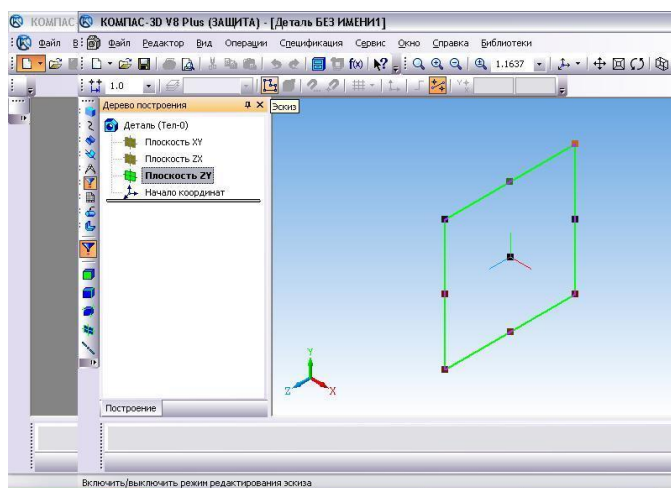 КОМПАС
КОМПАС-3D V8 Plus (ЗАЩИТА) - [Деталь БЕЗ ИМЕНИ1]
Файл В
Файл Редактор Вид Операции Спецификация Сервис Окно Справка Библиотеки
f(x) 1.1637
1.0
Дерево построения
Эскиз
Деталь (Тел-0)
Плоскость XY
Плоскость ZX
Плоскость ZY
Начало координат
Y
Z X
Построение
Включить/выключить режим редактирования эскиза